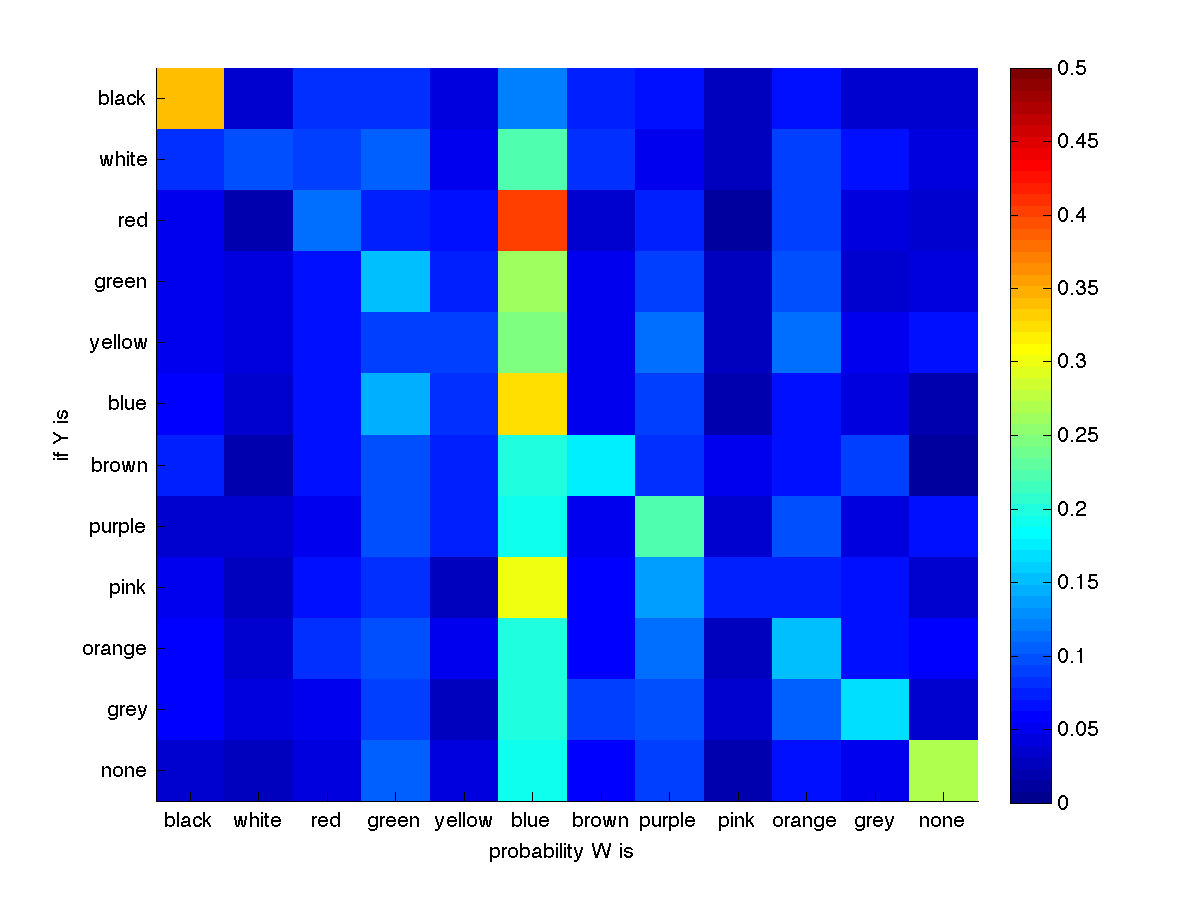 black
white
red
green
yellow
blue
brown
purple
pink
orange
grey
none
if Y is
black white red green yellow blue brown purple pink orange grey none
probability W is
0.5
0.45
0.4
0.35
0.3
0.25
0.2
0.15
0.1
0.05
0